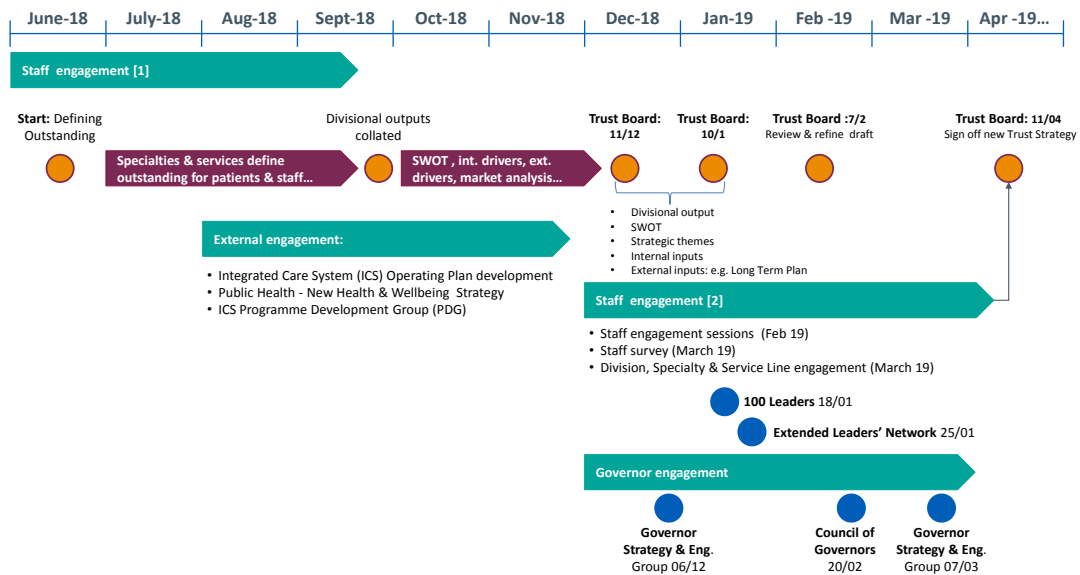 June-18 July-18 Aug-18 Sept-18 Oct-18 Nov-18 Dec-18 Jan-19 Feb -19 Mar -19 Apr -19...
Staff engagement [1]
Start: Defining
Outstanding
Divisional outputs
collated
Trust Board:
11/12
Trust Board:
10/1
Trust Board :7/2
Review & refine draft
Trust Board: 11/04
Sign off new Trust Strategy
Specialties & services define
outstanding for patients & staff...
SWOT , int. drivers, ext.
drivers, market analysis...
• Divisional output
• SWOT
• Strategic themes
• Internal inputs
• External inputs: e.g. Long Term Plan
External engagement:
• Integrated Care System (ICS) Operating Plan development
• Public Health - New Health & Wellbeing Strategy
• ICS Programme Development Group (PDG)
Staff engagement [2]
• Staff engagement sessions (Feb 19)
• Staff survey (March 19)
• Division, Specialty & Service Line engagement (March 19)
100 Leaders 18/01
Extended Leaders’ Network 25/01
Governor engagement
Governor
Strategy & Eng.
Group 06/12
Council of
Governors
20/02
Governor
Strategy & Eng.
Group 07/03